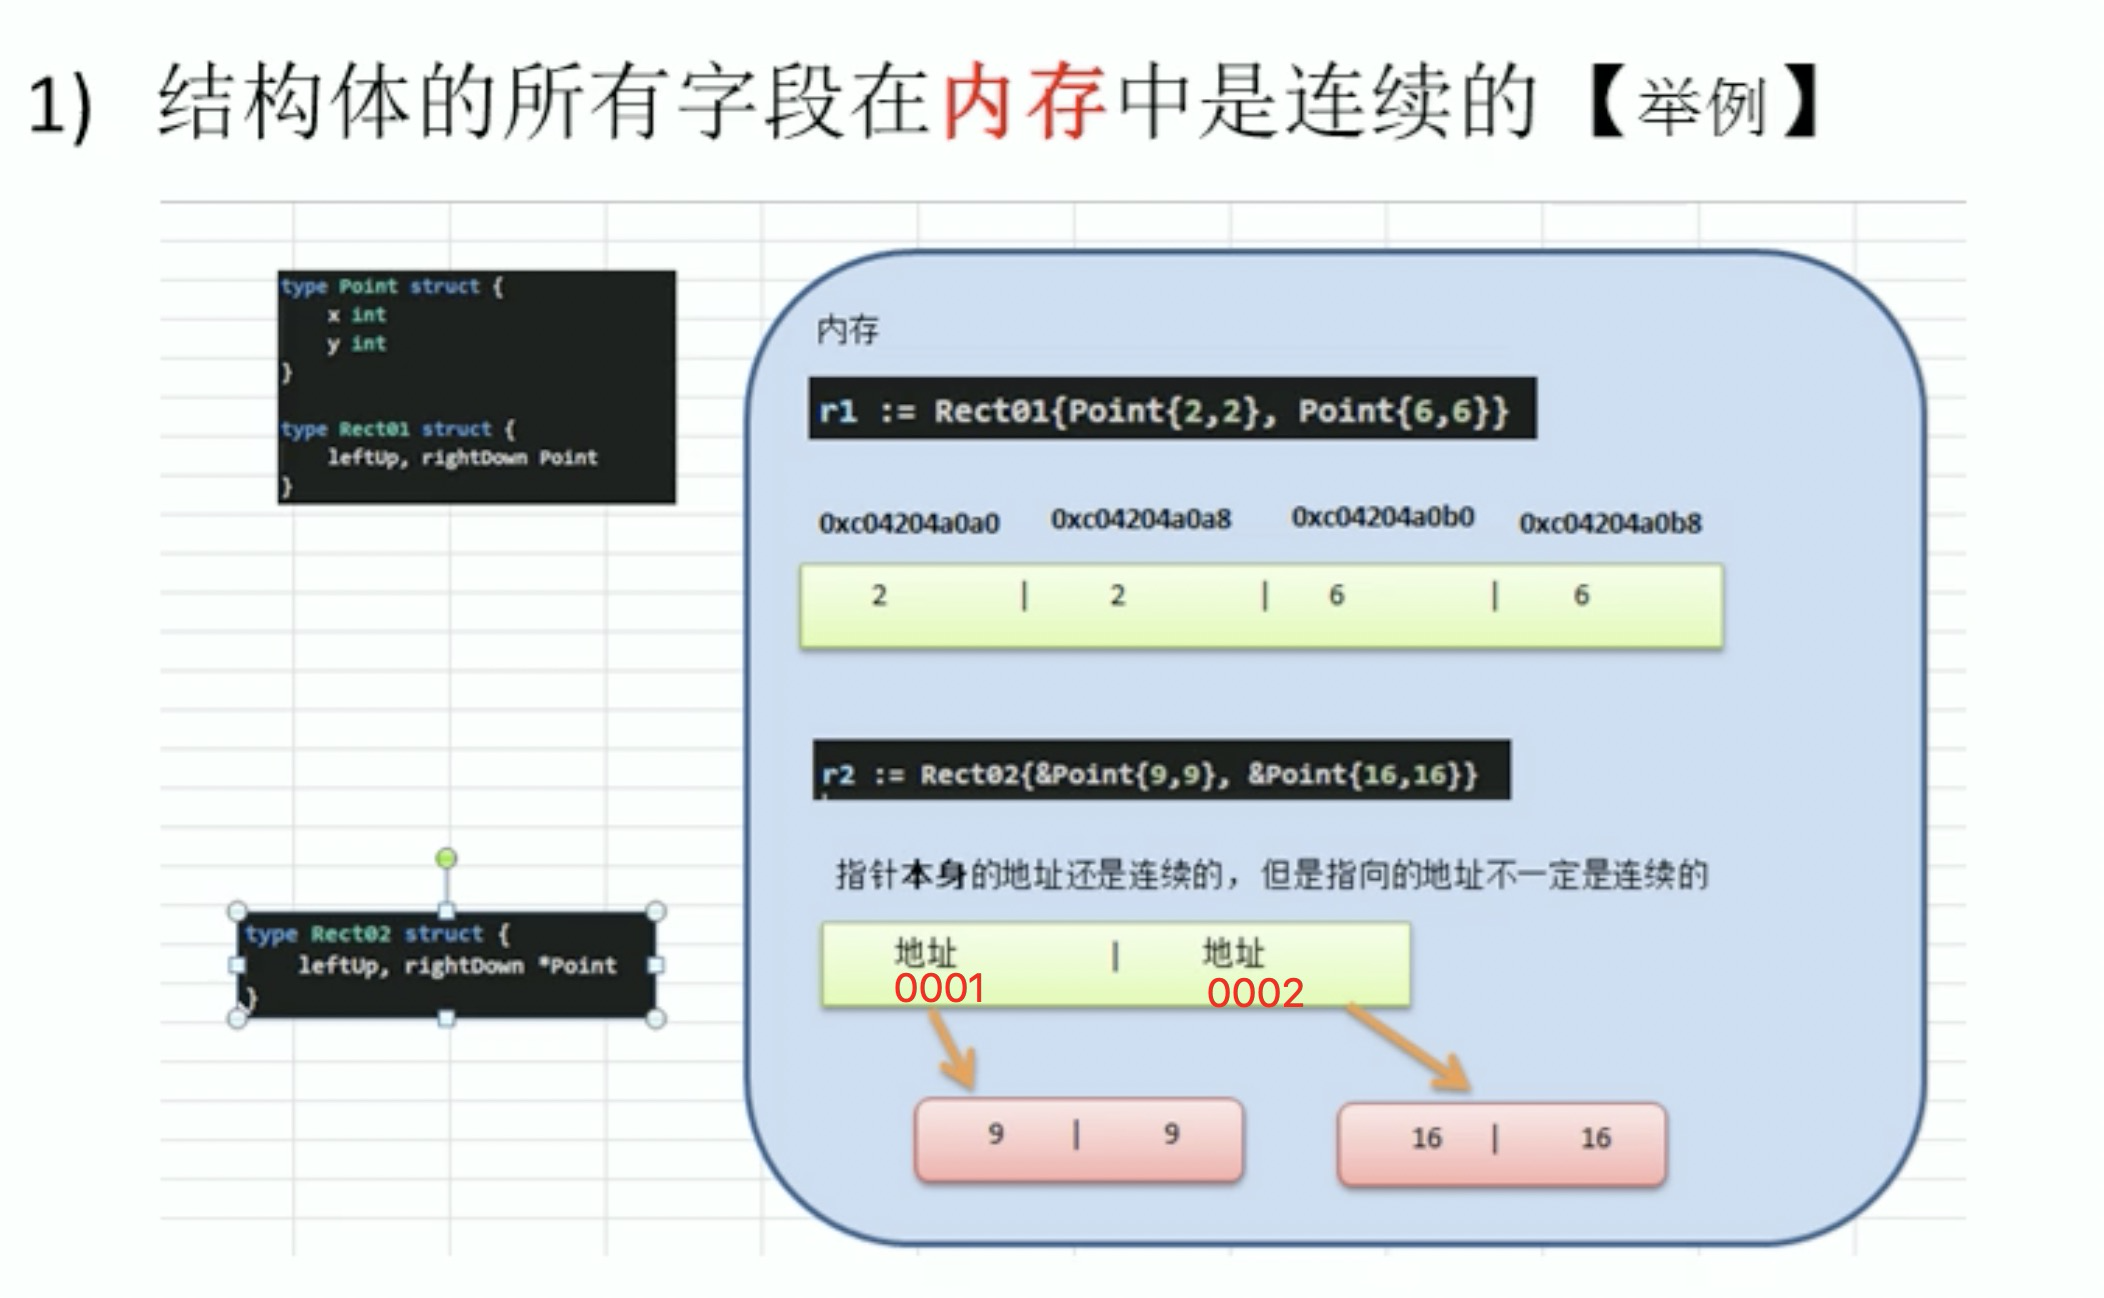 1) 结构体的所有字段在内存中是连续的【举例】
type Point struct {
x int
y int
}
type Rect01 struct {
leftUp, rightDown Point
}
内存
r1 := Rect01{Point{2,2}, Point{6,6}}
0xc04204a0a0 0xc04204a0a8 0xc04204a0b0 0xc04204a0b8
2 | 2 | 6 | 6
r2 := Rect02{&Point{9,9}, &Point{16,16}}
指针本身的地址还是连续的，但是指向的地址不一定是连续的
type Rect02 struct {
leftUp, rightDown *Point
}
地址 | 地址
0001 0002
9 | 9
16 | 16